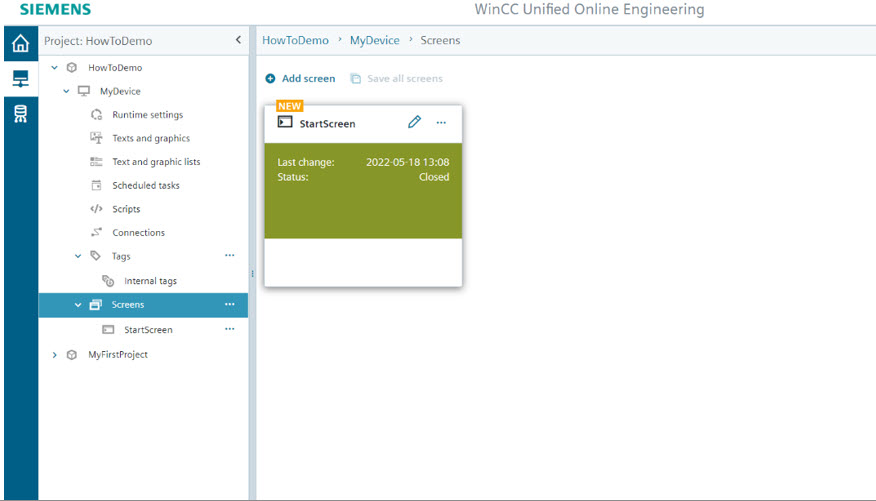 SIEMENS
WinCC Unified Online Engineering
Project: HowToDemo
HowToDemo
MyDevice
Runtime settings
Texts and graphics
Text and graphic lists
Scheduled tasks
Scripts
Connections
Tags
Internal tags
Screens
StartScreen
MyFirstProject
HowToDemo > MyDevice > Screens
Add screen Save all screens
NEW
StartScreen
Last change: 2022-05-18 13:08
Status: Closed